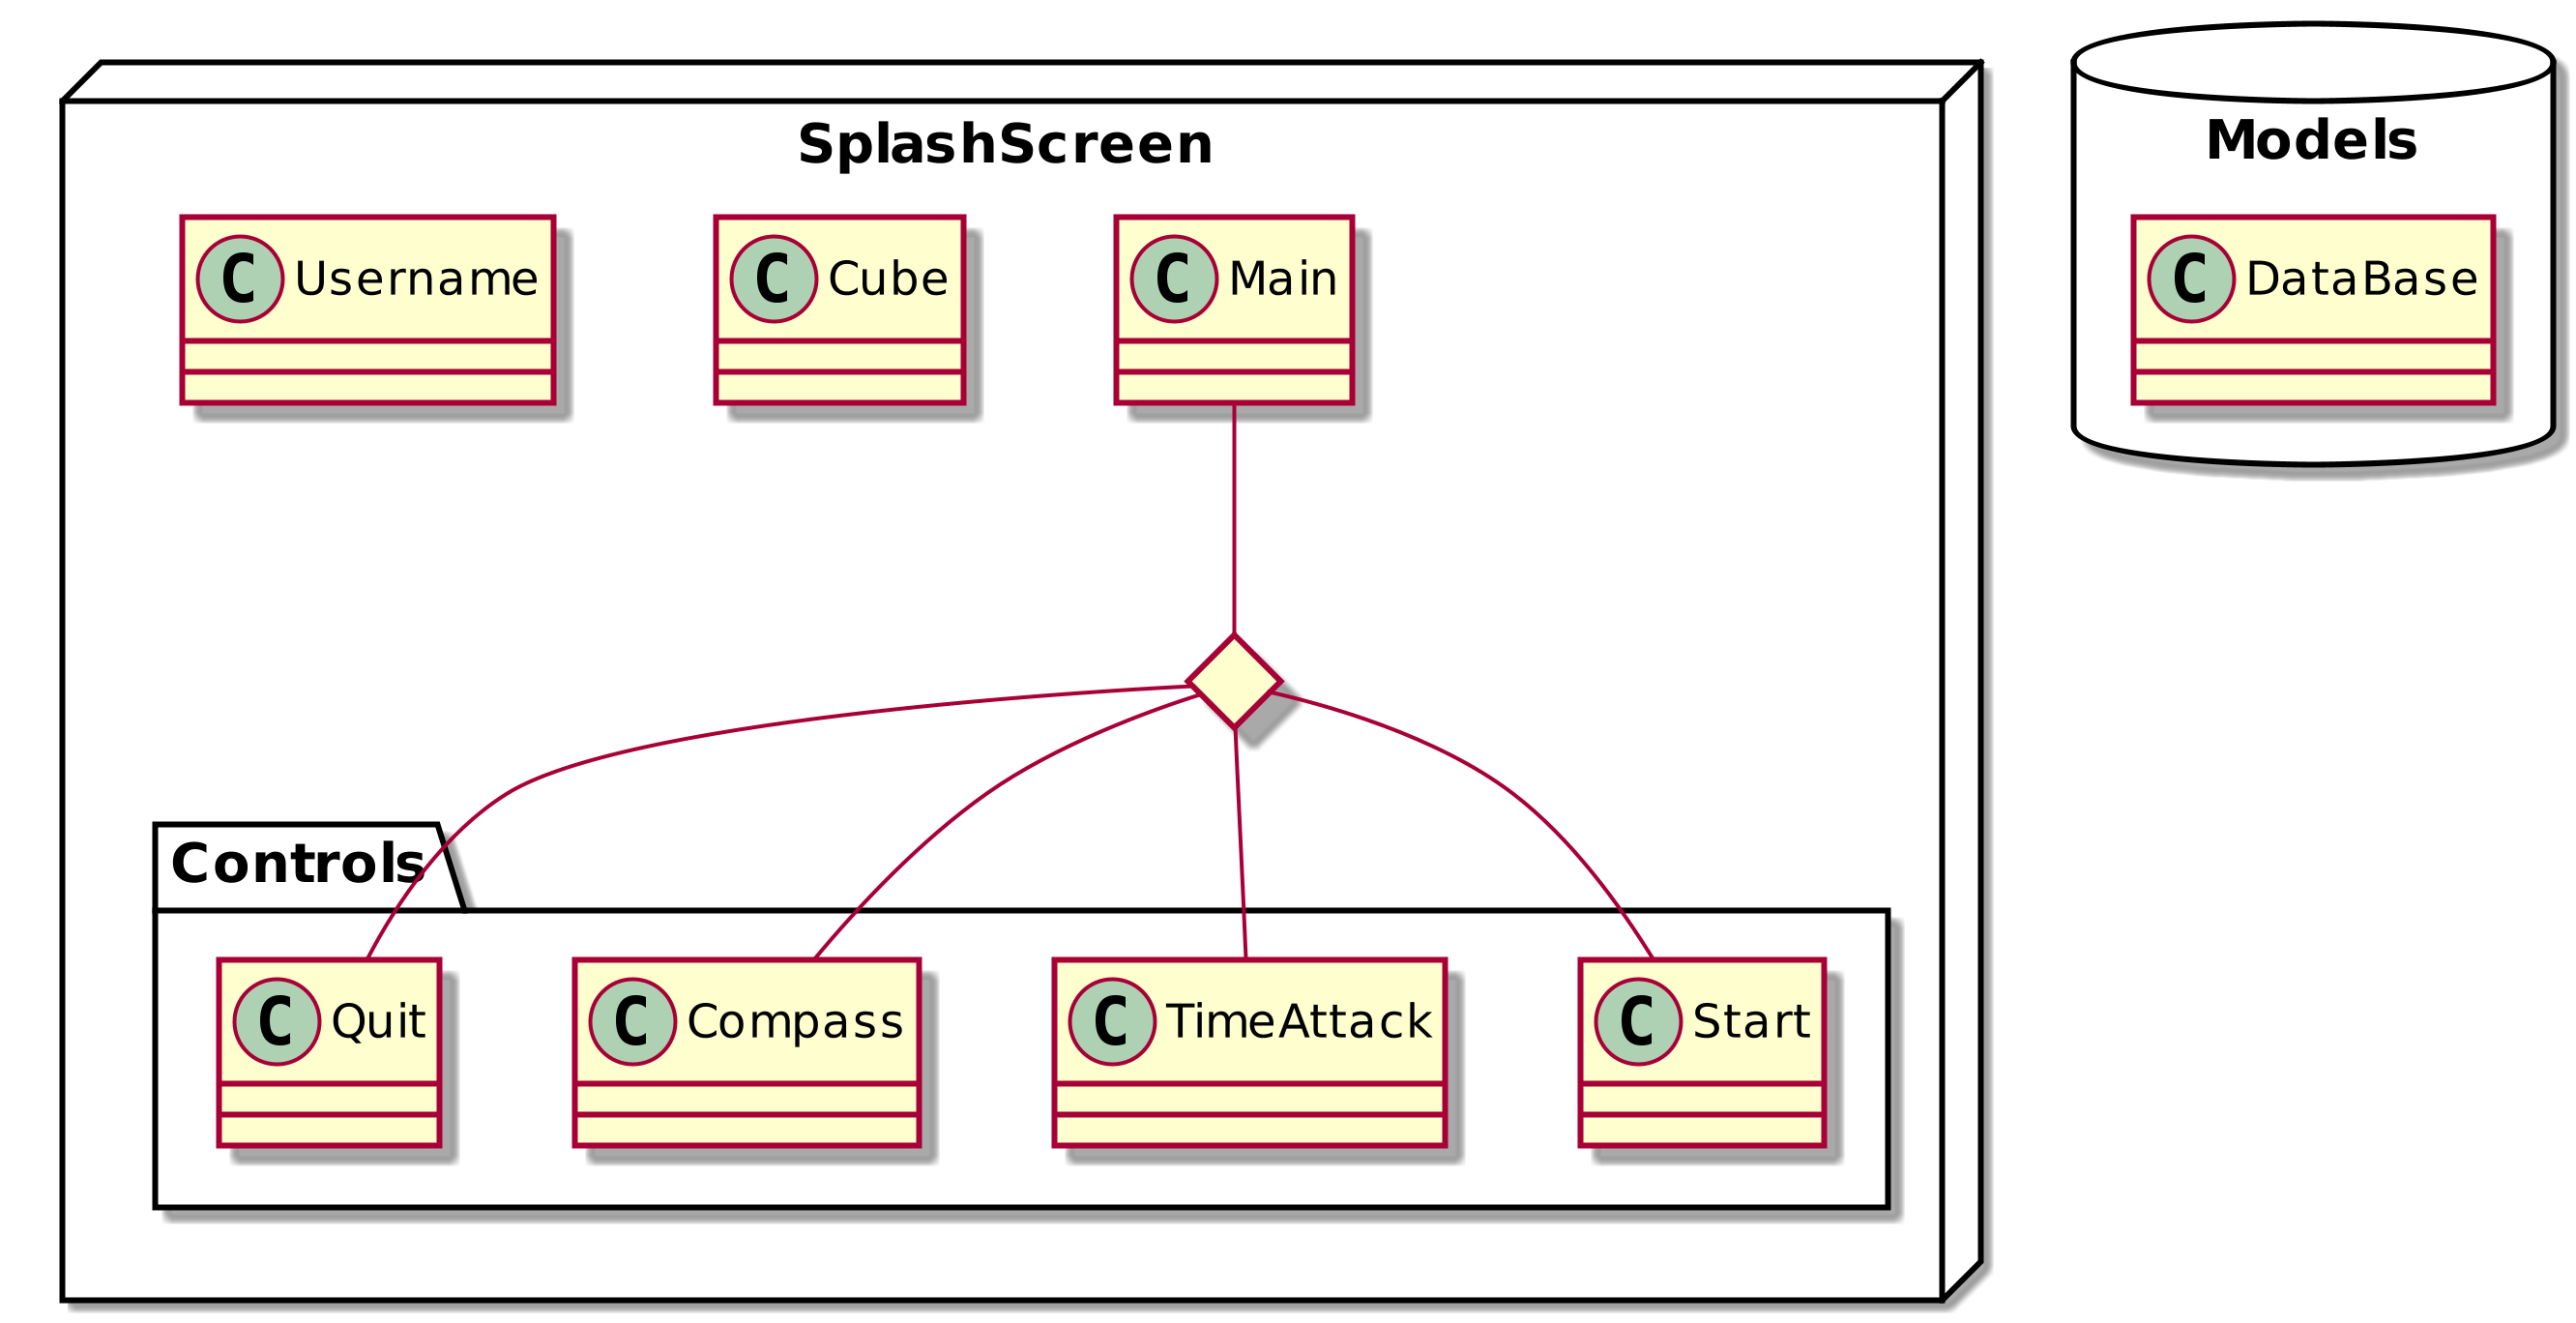 SplashScreen
Models
C Username
C Cube
C Main
C DataBase
Controls
C Quit
C Compass
C TimeAttack
C Start